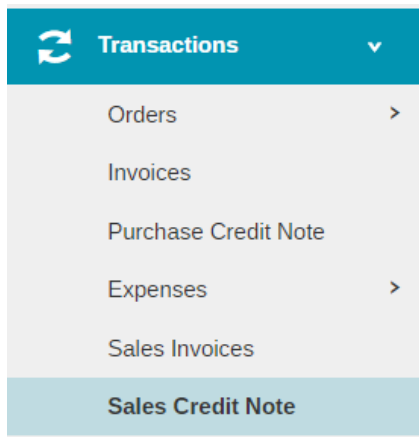 Transactions
Orders
Invoices
Purchase Credit Note
Expenses
Sales Invoices
Sales Credit Note